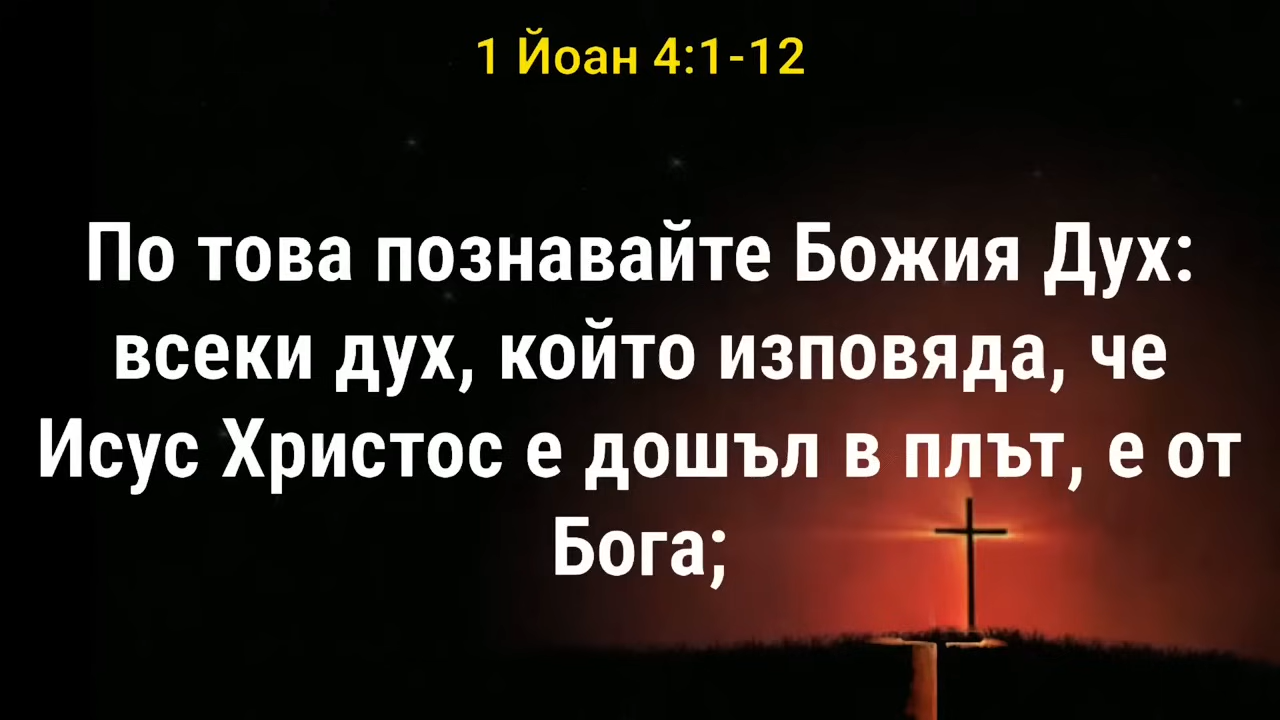 1 Йоан 4:1-12
По това познавайте Божия Дух:
всеки дух, който изповяда, че
Исус Христос е дошъл в плът, е от
Бога;